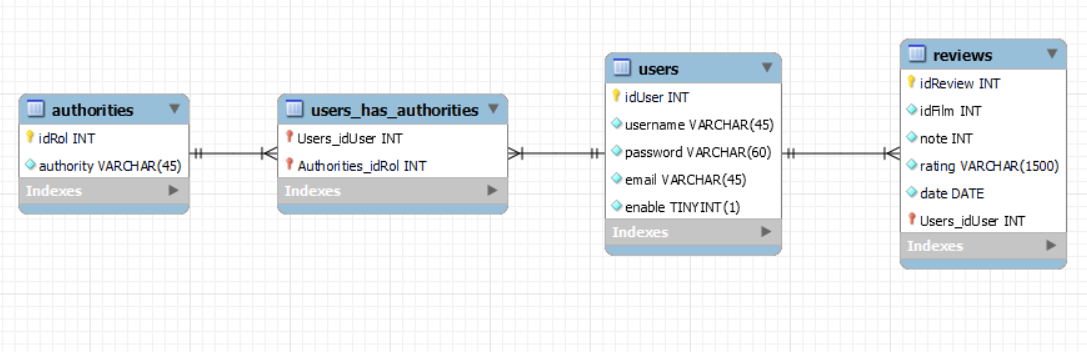 authorities
idRol INT
authority VARCHAR(45)
Indexes
users_has_authorities
Users_idUser INT
Authorities_idRol INT
Indexes
users
idUser INT
username VARCHAR(45)
password VARCHAR(60)
email VARCHAR(45)
enable TINYINT(1)
Indexes
reviews
idReview INT
idFilm INT
note INT
rating VARCHAR(1500)
date DATE
Users_idUser INT
Indexes